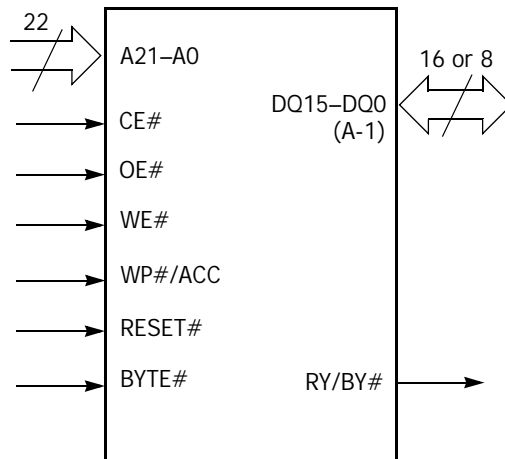 22
A21–A0
16 or 8
DQ15–DQ0
(A-1)
CE#
OE#
WE#
WP#/ACC
RESET#
BYTE#
RY/BY#